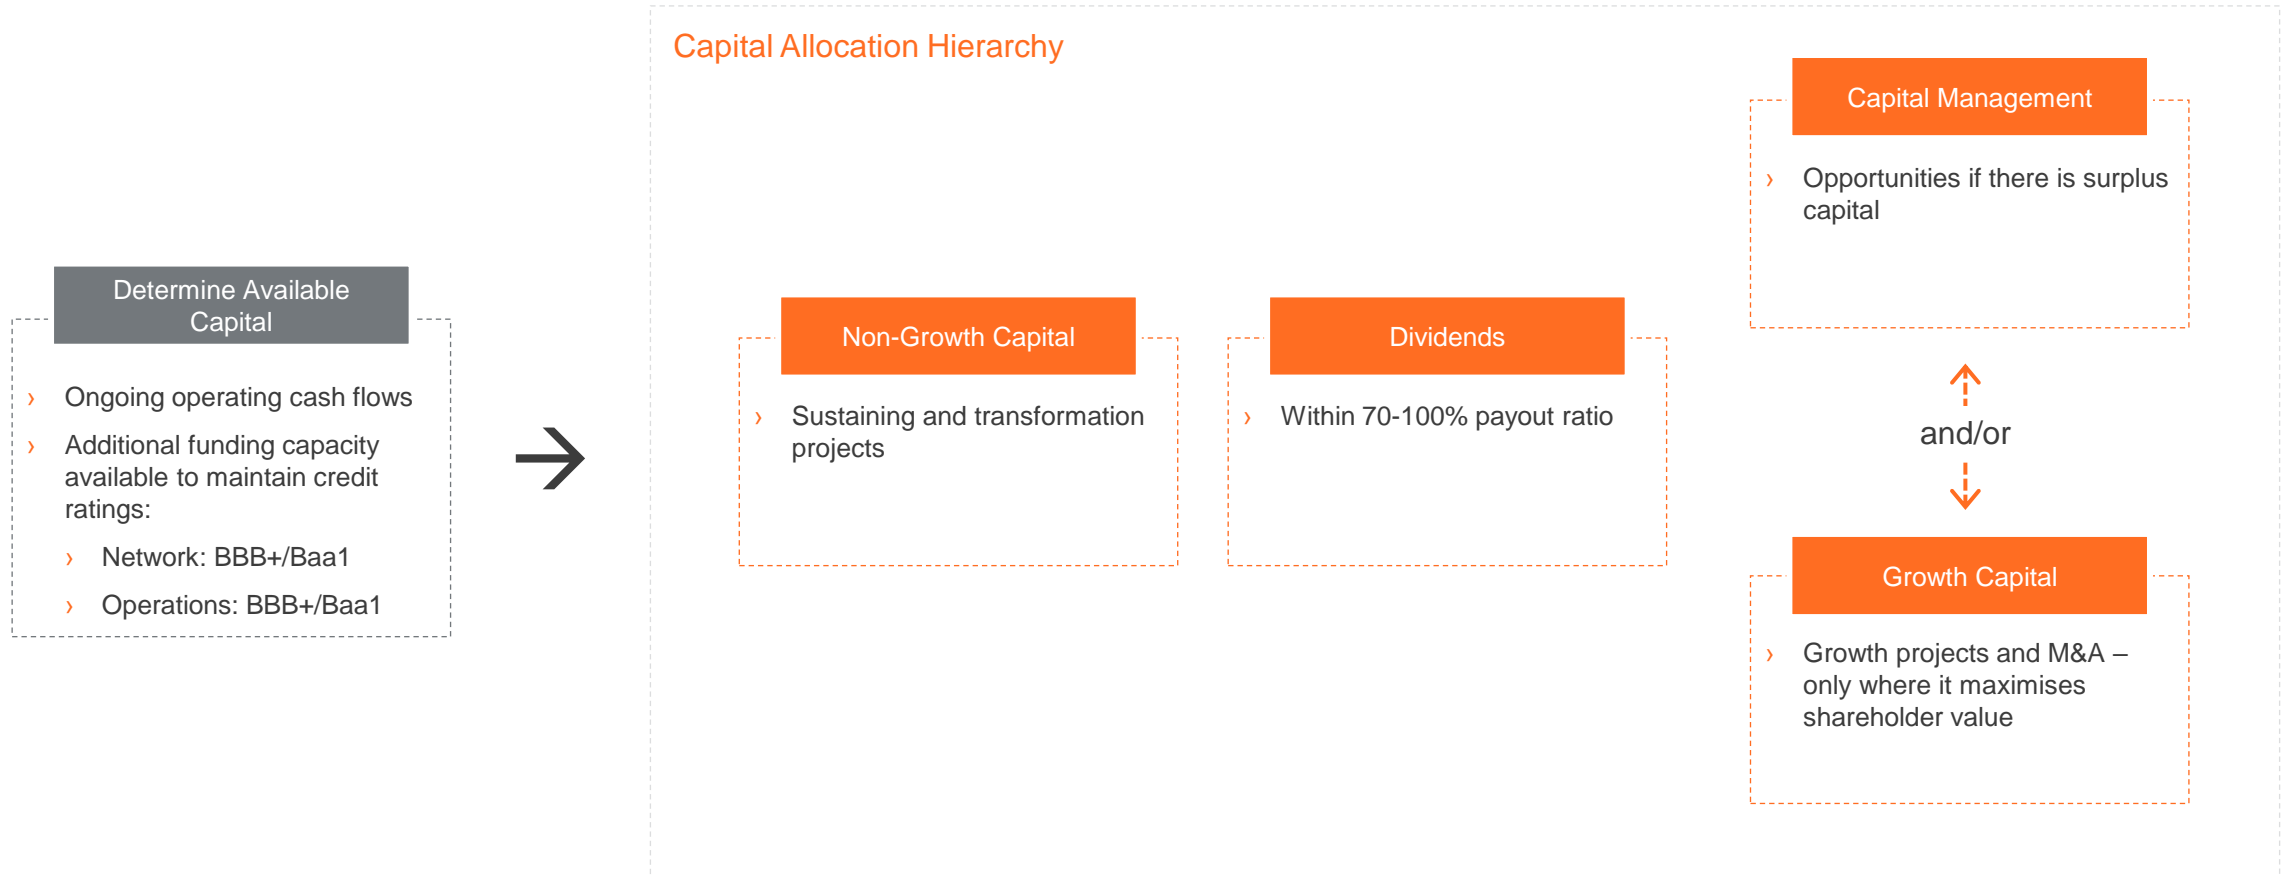 Capital Allocation Hierarchy
Determine Available
Capital
› Ongoing operating cash flows
› Additional funding capacity
available to maintain credit
ratings:
› Network: BBB+/Baa1
› Operations: BBB+/Baa1
Non-Growth Capital
› Sustaining and transformation
projects
Dividends
› Within 70-100% payout ratio
Capital Management
› Opportunities if there is surplus
capital
and/or
Growth Capital
› Growth projects and M&A –
only where it maximises
shareholder value